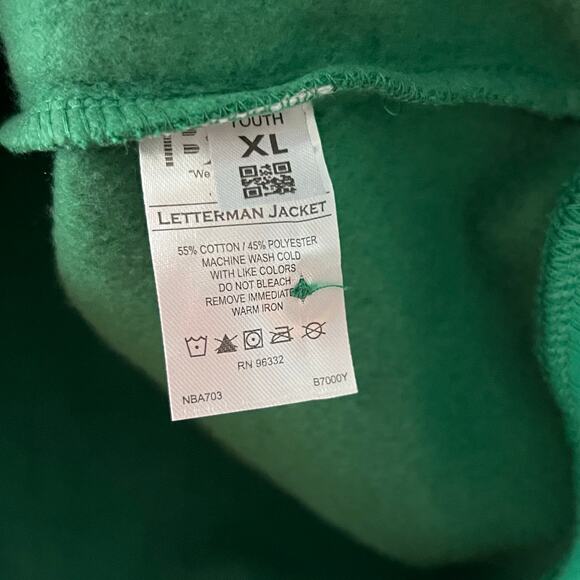 YOUTH
XL
"We
LETTERMAN JACKET
55% COTTON / 45% POLYESTER
MACHINE WASH COLD
WITH LIKE COLORS
DO NOT BLEACH
REMOVE IMMEDIAT
WARM IRON
RN 96332
NBA703 B7000Y